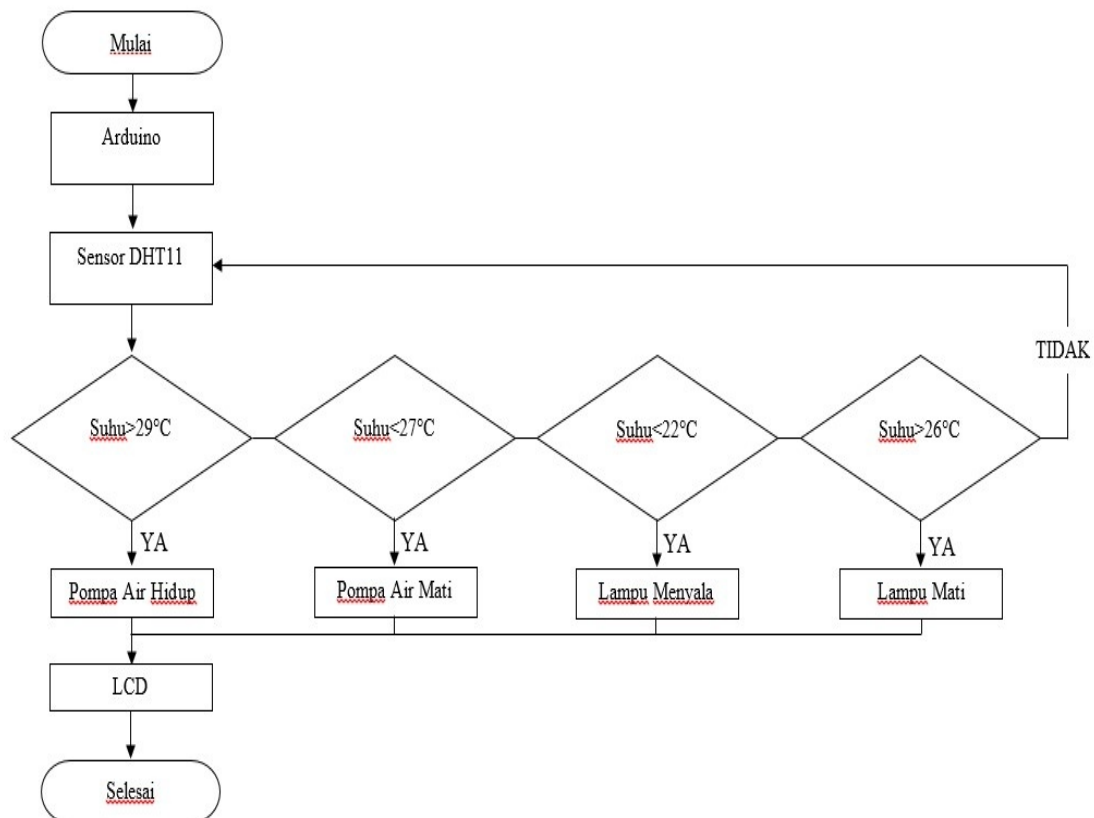 Mulai
Arduino
Sensor DHT11
TIDAK
Suhu>29°C
Suhu<27°C
Suhu<22°C
Suhu>26°C
YA
YA
YA
YA
Pompa Air Hidup
Pompa Air Mati
Lampu Menyala
Lampu Mati
LCD
Selesai